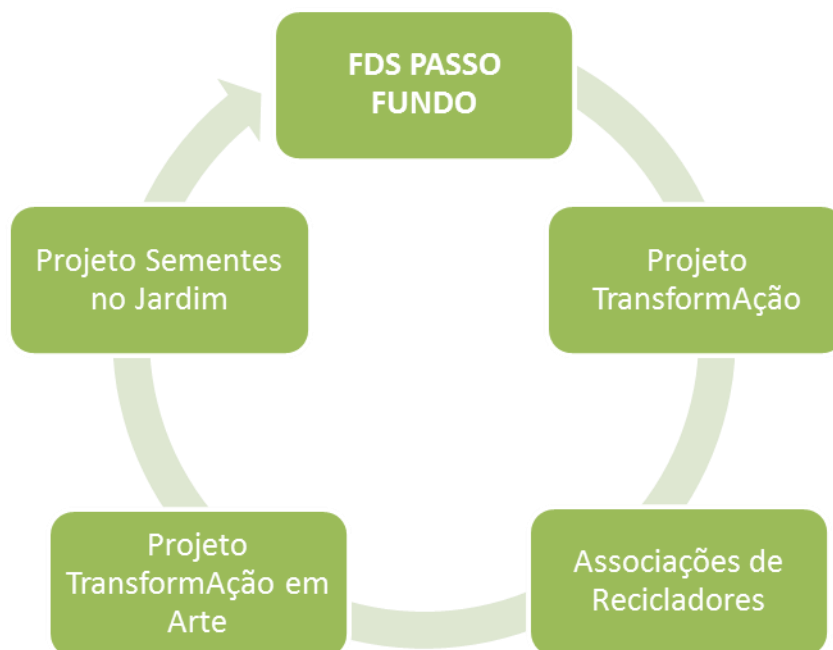 FDS PASSO
FUNDO
Projeto
TransformAção
Associações de
Recicladores
Projeto
TransformAção em
Arte
Projeto Sementes
no Jardim